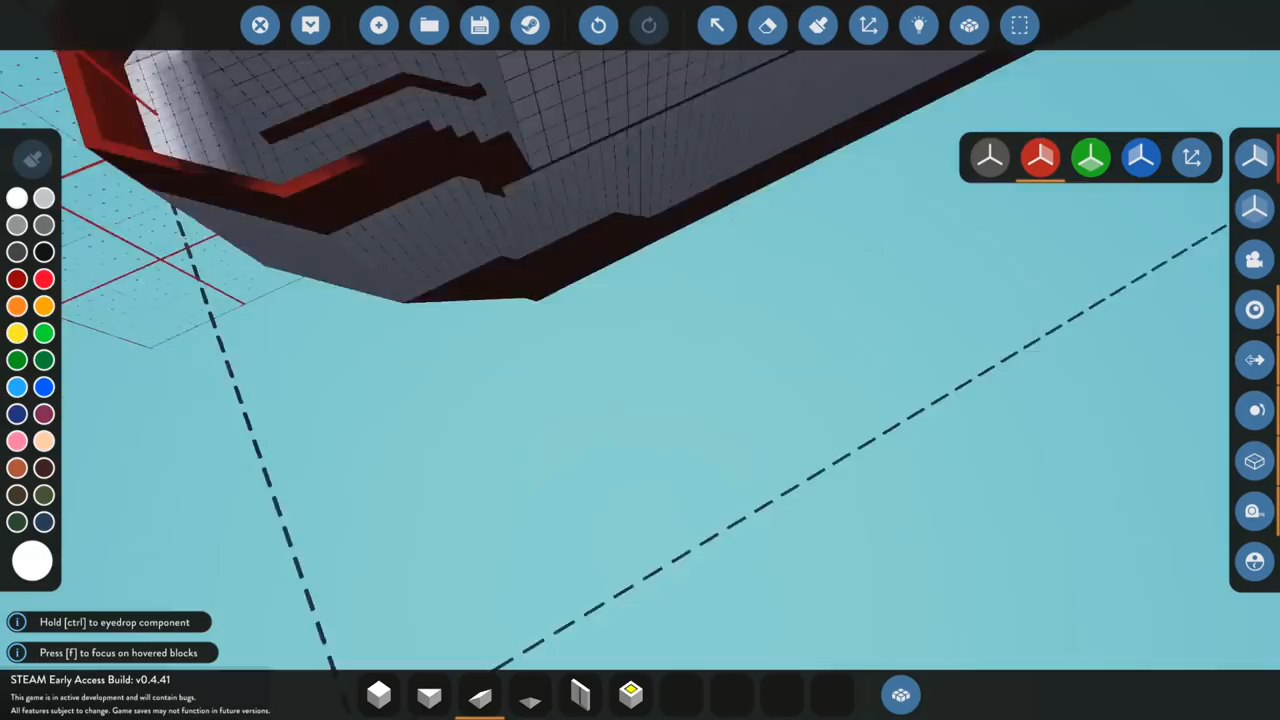 Hold [ctrl] to eyedrop component
Press [f] to focus on hovered blocks
STEAM Early Access Build: v0.4.41
This game is in active development and will contain bugs.
All features subject to change. Game saves may not function in future versions.